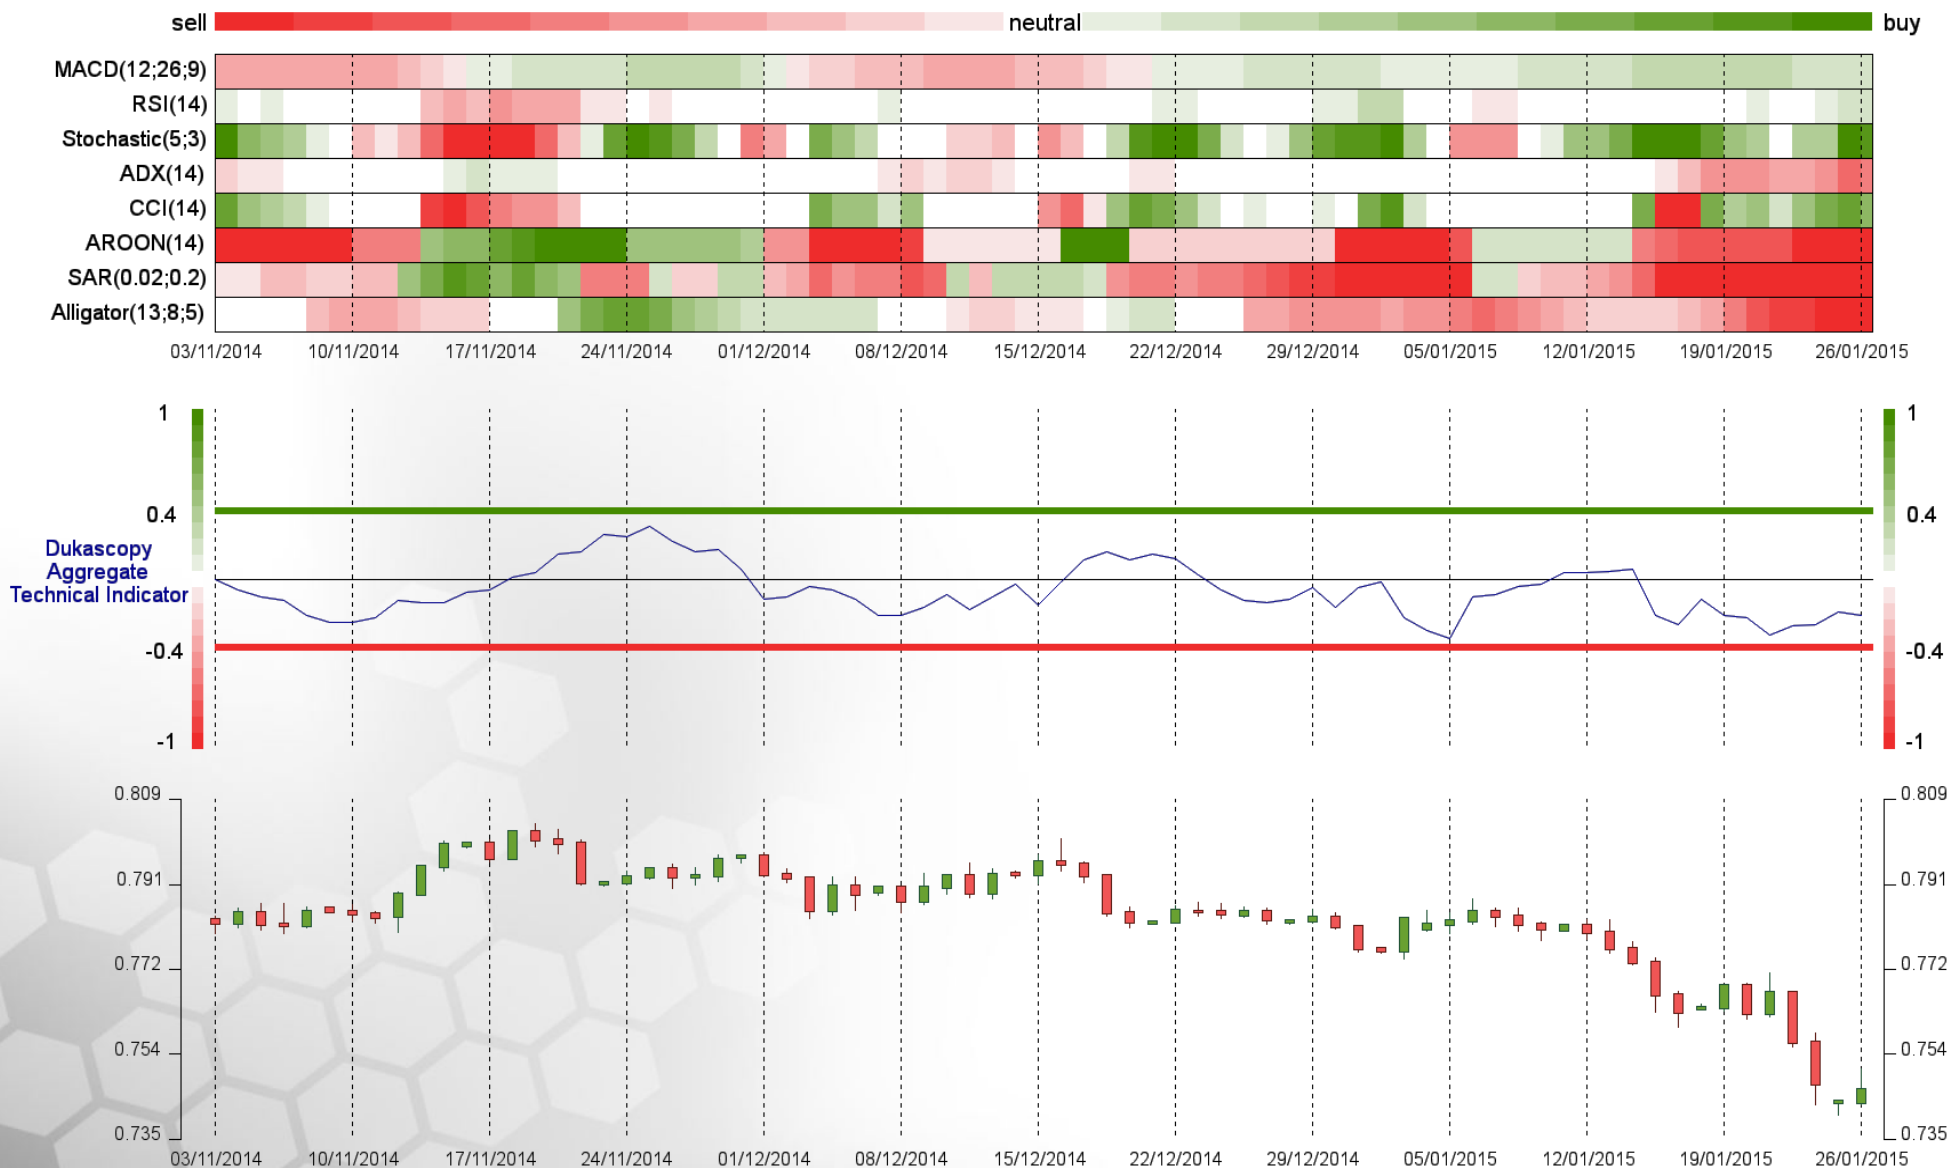 sell neutral buy
MACD(12;26;9)
RSI(14)
Stochastic(5;3)
ADX(14)
CCI(14)
AROON(14)
SAR(0.02;0.2)
Alligator(13;8;5)
03/11/2014 10/11/2014 17/11/2014 24/11/2014 01/12/2014 08/12/2014 15/12/2014 22/12/2014 29/12/2014 05/01/2015 12/01/2015 19/01/2015 26/01/2015
1 1
0.4 0.4
Dukascopy
Aggregate
Technical Indicator
-0.4 -0.4
-1 -1
0.809 0.809
0.791 0.791
0.772 0.772
0.754 0.754
0.735 0.735
03/11/2014 10/11/2014 17/11/2014 24/11/2014 01/12/2014 08/12/2014 15/12/2014 22/12/2014 29/12/2014 05/01/2015 12/01/2015 19/01/2015 26/01/2015